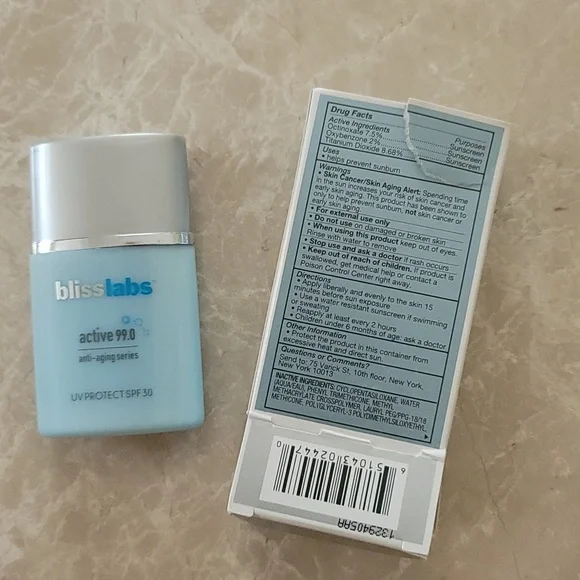 blisslabs™
active 99.0
anti-aging series
UV PROTECT SPF 30
Drug Facts
Active Ingredients Purposes
Octinoxate 7.5% Sunscreen
Oxybenzone 2% Sunscreen
Titanium Dioxide 8.68% Sunscreen
Uses
• helps prevent sunburn
Warnings
• Skin Cancer/Skin Aging Alert: Spending time
in the sun increases your risk of skin cancer and
early skin aging. This product has been shown to
only to help prevent sunburn, not skin cancer or
early skin aging.
• For external use only
• Do not use on damaged or broken skin
• When using this product keep out of eyes.
Rinse with water to remove
• Stop use and ask a doctor if rash occurs
• Keep out of reach of children. If product is
swallowed, get medical help or contact a
Poison Control Center right away.
Directions
• Apply liberally and evenly to the skin 15
minutes before sun exposure
• Use a water resistant sunscreen if swimming
or sweating
• Reapply at least every 2 hours
• Children under 6 months of age: ask a doctor
Other Information
• Protect the product in this container from
excessive heat and direct sun.
Questions or Comments?
Send to: 75 Varick St, 10th floor, New York,
New York 10013
INACTIVE INGREDIENTS: CYCLOPENTASILOXANE, WATER
(AQUA/EAU), PHENYL TRIMETHICONE, METHYL
METHACRYLATE CROSSPOLYMER, LAURYL PEG/PPG-18/18
METHICONE, POLYGLYCERYL-3 POLYDIMETHYLSILOXYETHYL
6 51043 02447 0
1329405AA